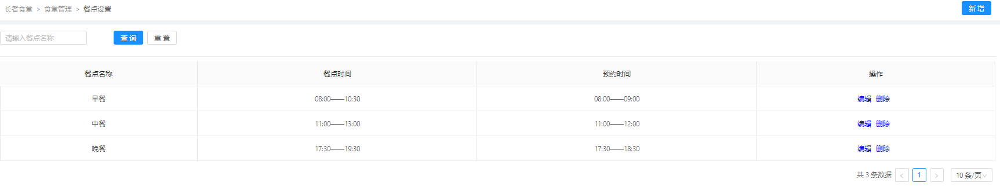 长者食堂 > 食堂管理 > 餐点设置
新 增
请输入餐点名称 查 询 重 置
餐点名称 餐点时间 预约时间 操作
早餐 08:00——10:30 08:00——09:00 编辑 删除
中餐 11:00——13:00 11:00——12:00 编辑 删除
晚餐 17:30——19:30 17:30——18:30 编辑 删除
共 3 条数据 < 1 > 10 条/页